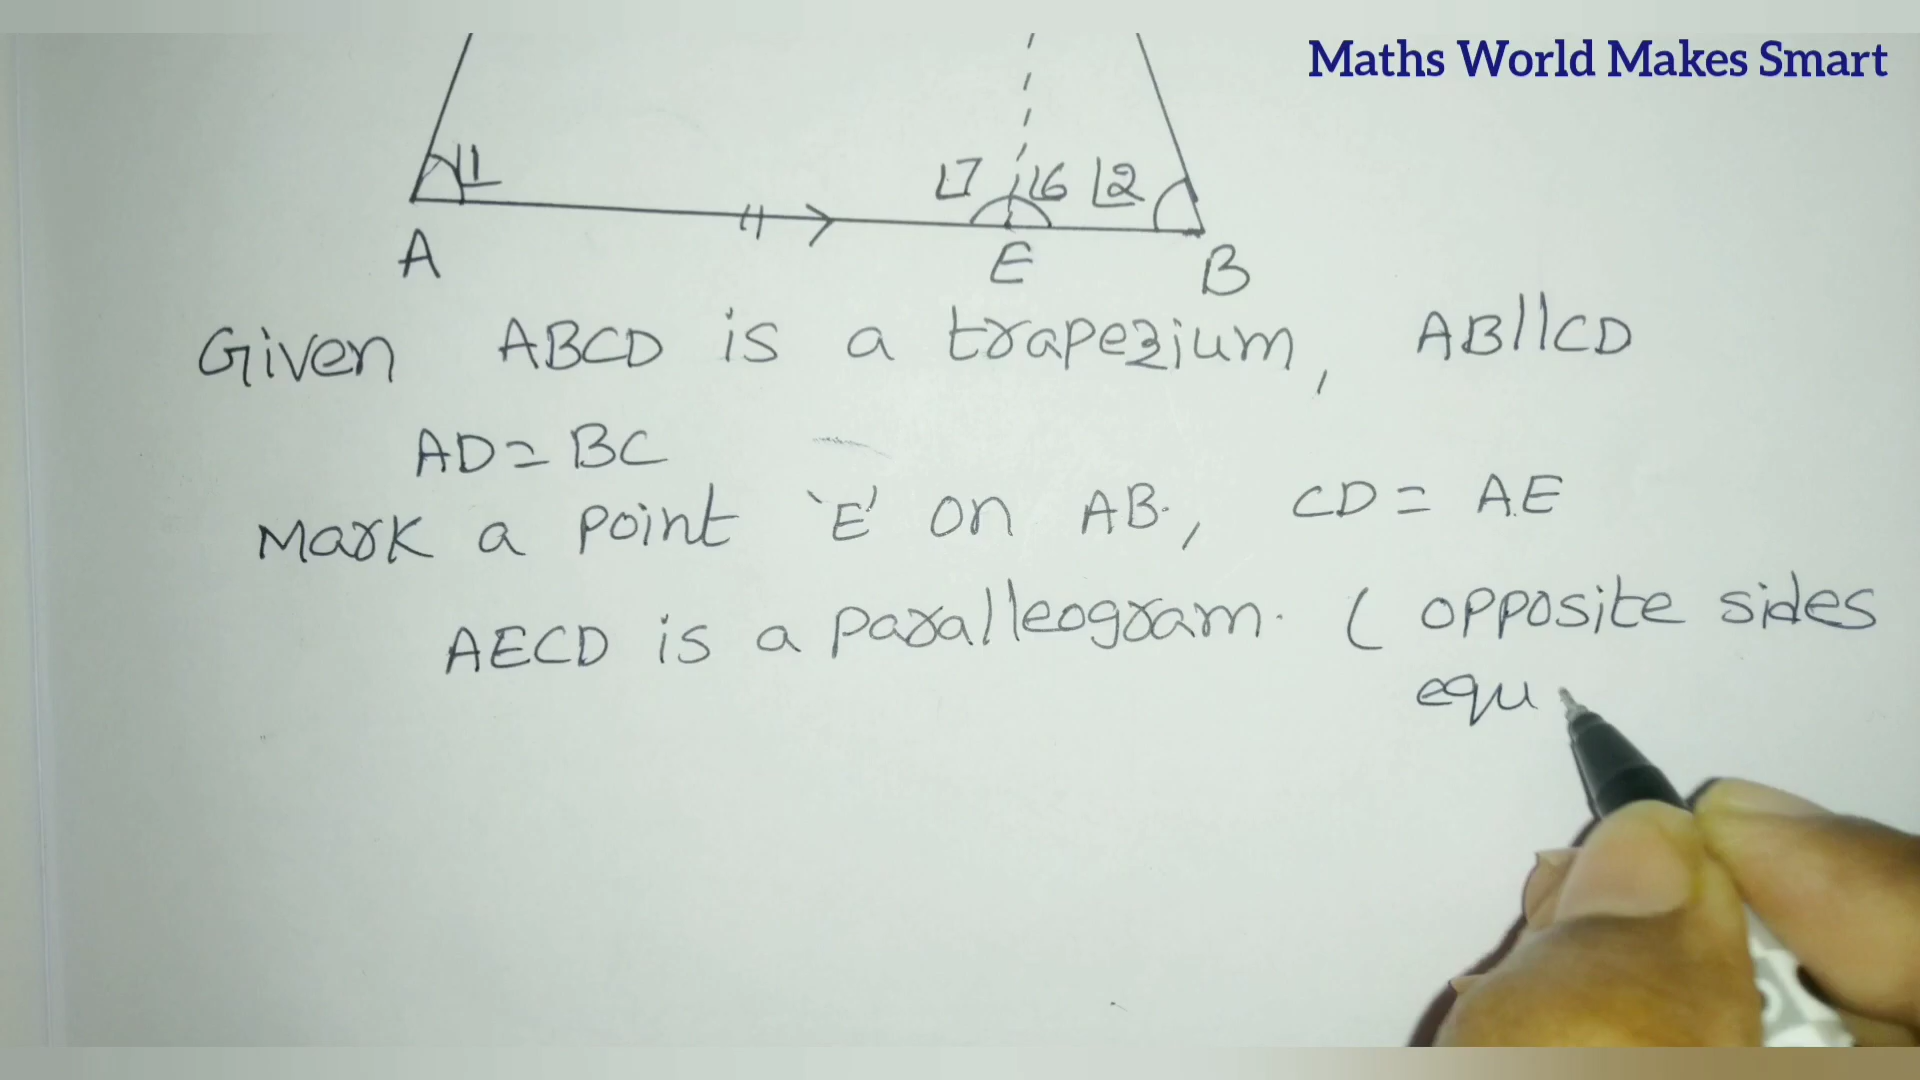 Maths World Makes Smart
∠1
∠7 ∠6 ∠2
A E B
Given ABCD is a trapezium, AB||CD
AD = BC
Mark a point 'E' on AB., CD = AE
AECD is a paralleogram. ( opposite sides
equ